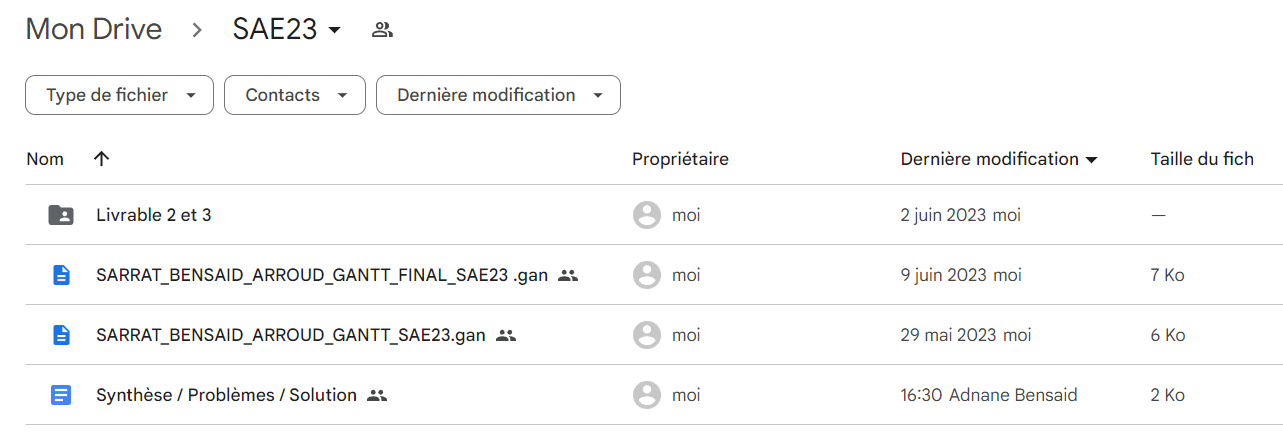 Mon Drive > SAE23
Type de fichier Contacts Dernière modification
Nom Propriétaire Dernière modification Taille du fich
Livrable 2 et 3 moi 2 juin 2023 moi —
SARRAT_BENSAID_ARROUD_GANTT_FINAL_SAE23 .gan moi 9 juin 2023 moi 7 Ko
SARRAT_BENSAID_ARROUD_GANTT_SAE23.gan moi 29 mai 2023 moi 6 Ko
Synthèse / Problèmes / Solution moi 16:30 Adnane Bensaid 2 Ko